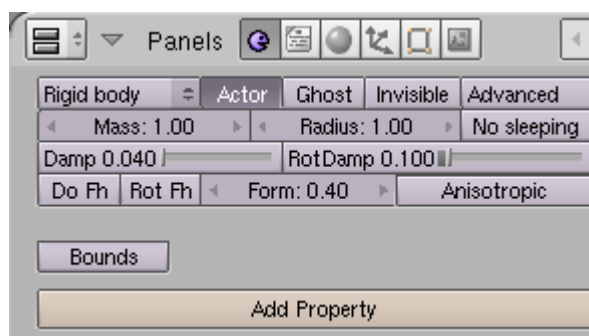 Panels
Rigid body Actor Ghost Invisible Advanced
Mass: 1.00 Radius: 1.00 No sleeping
Damp 0.040 RotDamp 0.100
Do Fh Rot Fh Form: 0.40 Anisotropic
Bounds
Add Property